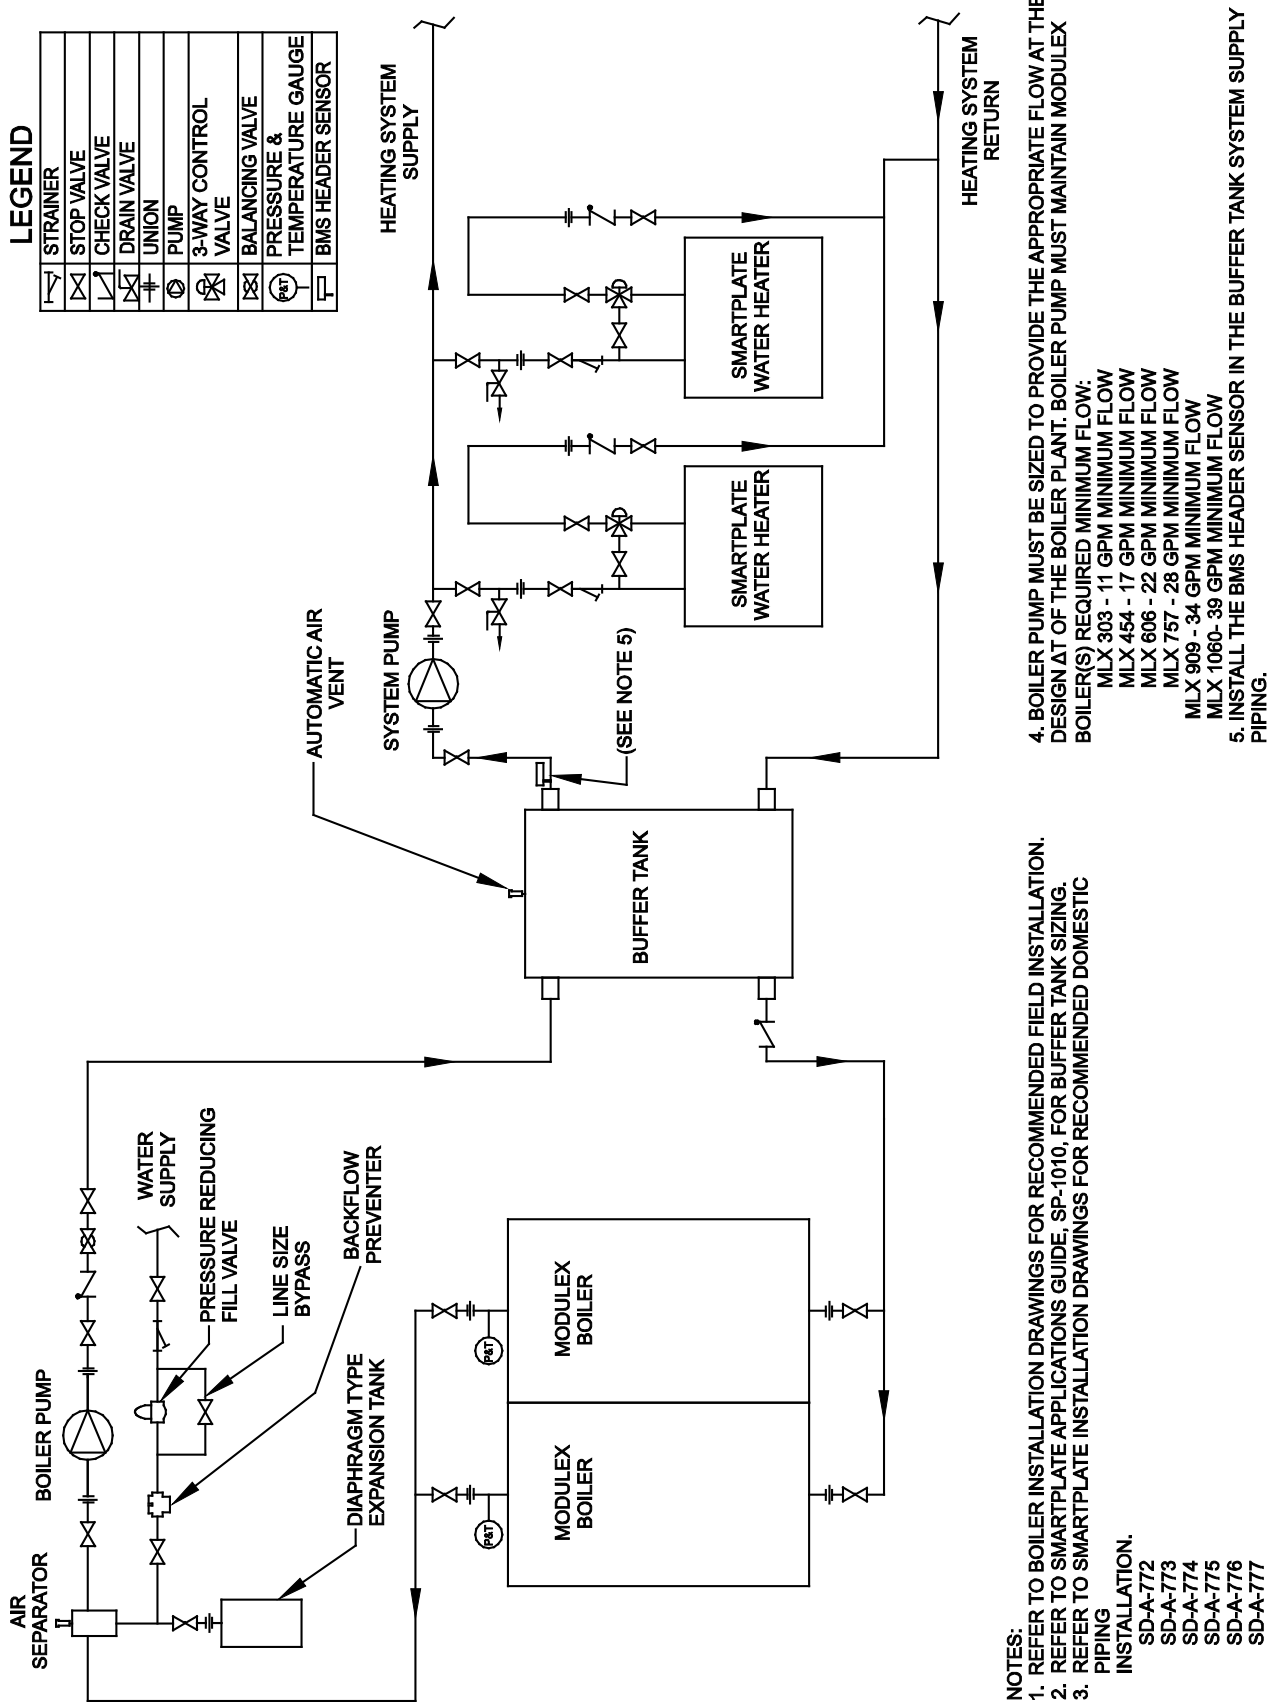 LEGEND
STRAINER
STOP VALVE
CHECK VALVE
DRAIN VALVE
UNION
PUMP
3-WAY CONTROL
VALVE
BALANCING VALVE
P&T
PRESSURE &
TEMPERATURE GAUGE
BMS HEADER SENSOR
AIR
SEPARATOR
BOILER PUMP
WATER
SUPPLY
PRESSURE REDUCING
FILL VALVE
LINE SIZE
BYPASS
BACKFLOW
PREVENTER
DIAPHRAGM TYPE
EXPANSION TANK
P&T
P&T
MODULEX
BOILER
MODULEX
BOILER
AUTOMATIC AIR
VENT
SYSTEM PUMP
(SEE NOTE 5)
BUFFER TANK
HEATING SYSTEM
SUPPLY
SMARTPLATE
WATER HEATER
SMARTPLATE
WATER HEATER
HEATING SYSTEM
RETURN
NOTES:
1. REFER TO BOILER INSTALLATION DRAWINGS FOR RECOMMENDED FIELD INSTALLATION.
2. REFER TO SMARTPLATE APPLICATIONS GUIDE, SP-1010, FOR BUFFER TANK SIZING.
3. REFER TO SMARTPLATE INSTALLATION DRAWINGS FOR RECOMMENDED DOMESTIC
PIPING
INSTALLATION.
SD-A-772
SD-A-773
SD-A-774
SD-A-775
SD-A-776
SD-A-777
4. BOILER PUMP MUST BE SIZED TO PROVIDE THE APPROPRIATE FLOW AT THE
DESIGN ΔT OF THE BOILER PLANT. BOILER PUMP MUST MAINTAIN MODULEX
BOILER(S) REQUIRED MINIMUM FLOW:
MLX 303 - 11 GPM MINIMUM FLOW
MLX 454 - 17 GPM MINIMUM FLOW
MLX 606 - 22 GPM MINIMUM FLOW
MLX 757 - 28 GPM MINIMUM FLOW
MLX 909 - 34 GPM MINIMUM FLOW
MLX 1060- 39 GPM MINIMUM FLOW
5. INSTALL THE BMS HEADER SENSOR IN THE BUFFER TANK SYSTEM SUPPLY
PIPING.